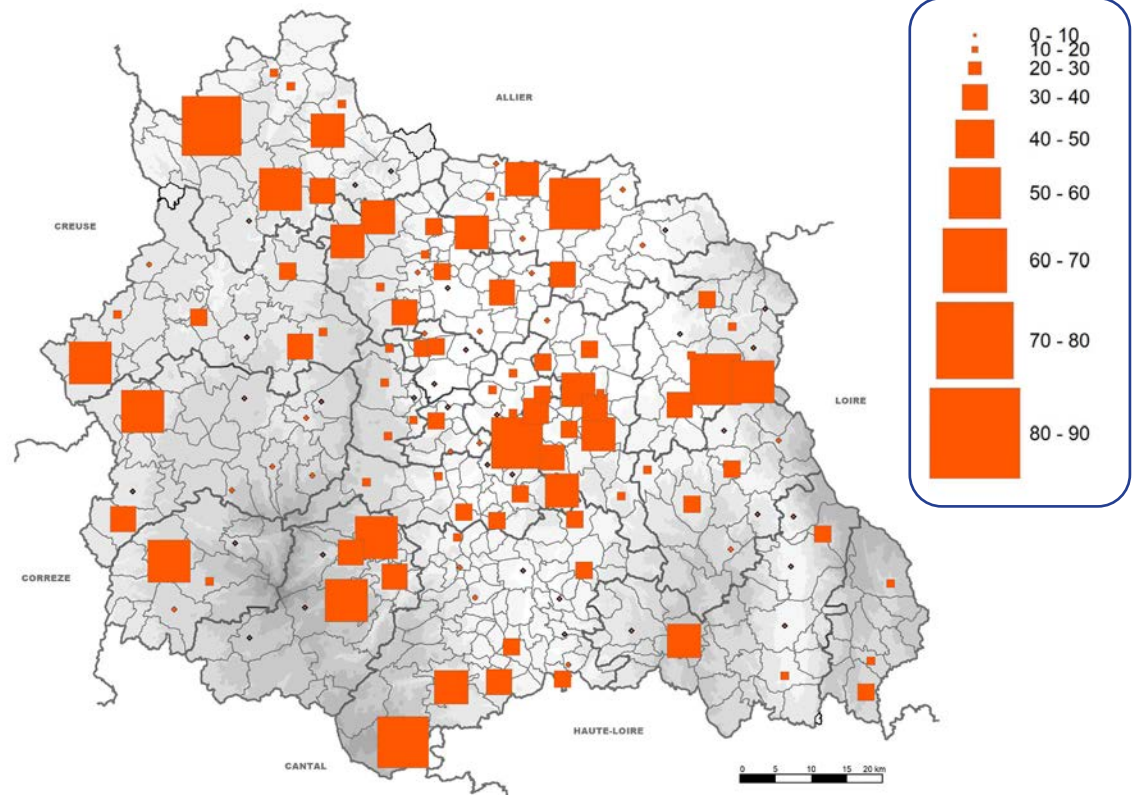 0 - 10
10 - 20
20 - 30
30 - 40
40 - 50
50 - 60
60 - 70
70 - 80
80 - 90
ALLIER
CREUSE
LOIRE
CORREZE
HAUTE-LOIRE
CANTAL
0 5 10 15 20 km